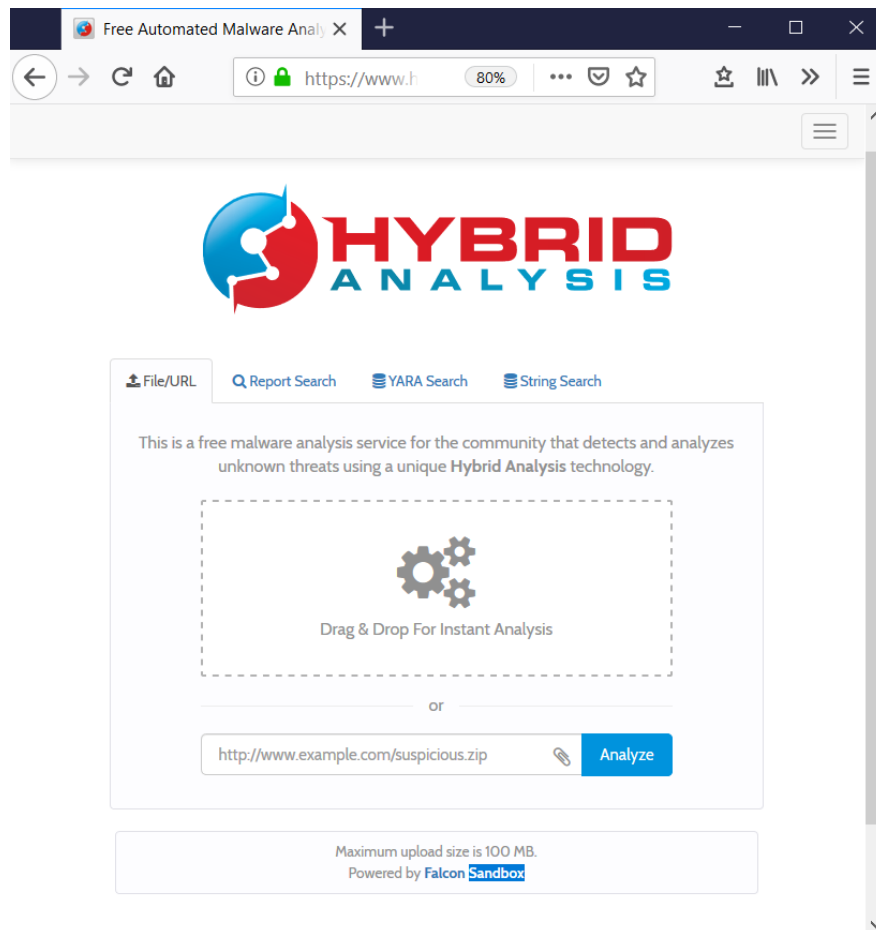 Free Automated Malware Anal
https://www.h
80%
HYBRID
ANALYSIS
File/URL
Report Search
YARA Search
String Search
This is a free malware analysis service for the community that detects and analyzes
unknown threats using a unique Hybrid Analysis technology.
Drag & Drop For Instant Analysis
or
http://www.example.com/suspicious.zip
Analyze
Maximum upload size is 100 MB.
Powered by Falcon Sandbox